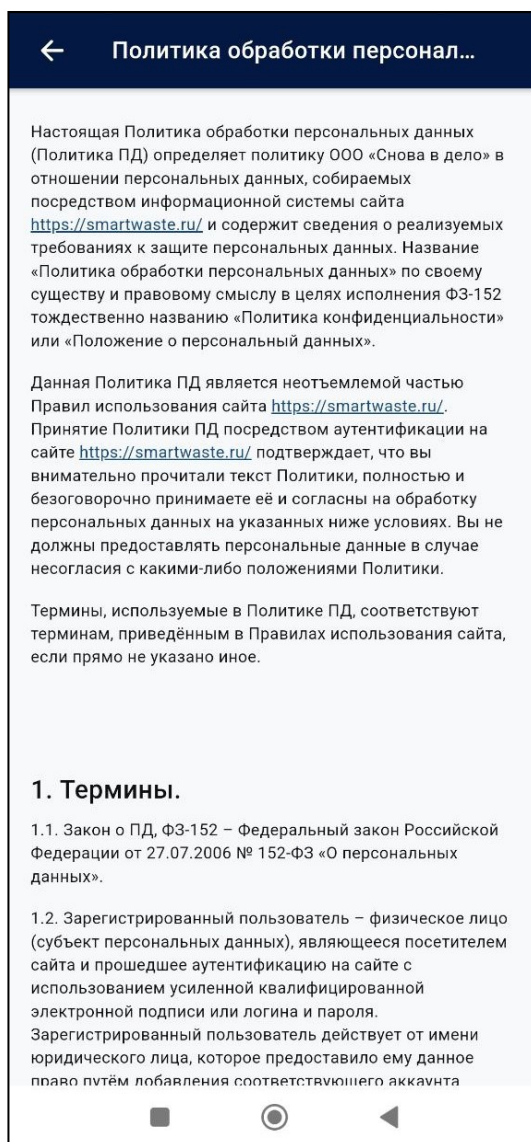 Политика обработки персонал...
Настоящая Политика обработки персональных данных
(Политика ПД) определяет политику ООО «Снова в дело» в
отношении персональных данных, собираемых
посредством информационной системы сайта
https://smartwaste.ru/ и содержит сведения о реализуемых
требованиях к защите персональных данных. Название
«Политика обработки персональных данных» по своему
существу и правовому смыслу в целях исполнения ФЗ-152
тождественно названию «Политика конфиденциальности»
или «Положение о персональный данных».
Данная Политика ПД является неотъемлемой частью
Правил использования сайта https://smartwaste.ru/.
Принятие Политики ПД посредством аутентификации на
сайте https://smartwaste.ru/ подтверждает, что вы
внимательно прочитали текст Политики, полностью и
безоговорочно принимаете её и согласны на обработку
персональных данных на указанных ниже условиях. Вы не
должны предоставлять персональные данные в случае
несогласия с какими-либо положениями Политики.
Термины, используемые в Политике ПД, соответствуют
терминам, приведённым в Правилах использования сайта,
если прямо не указано иное.
1. Термины.
1.1. Закон о ПД, ФЗ-152 – Федеральный закон Российской
Федерации от 27.07.2006 № 152-ФЗ «О персональных
данных».
1.2. Зарегистрированный пользователь – физическое лицо
(субъект персональных данных), являющееся посетителем
сайта и прошедшее аутентификацию на сайте с
использованием усиленной квалифицированной
электронной подписи или логина и пароля.
Зарегистрированный пользователь действует от имени
юридического лица, которое предоставило ему данное
право путём добавления соответствующего аккаунта